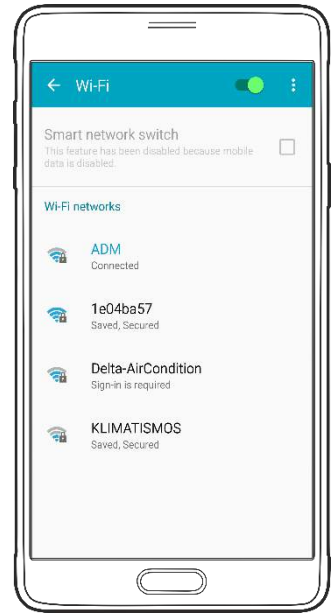 Wi-Fi
Smart network switch
This feature has been disabled because mobile
data is disabled.
Wi-Fi networks
ADM
Connected
1e04ba57
Saved, Secured
Delta-AirCondition
Sign-in is required
KLIMATISMOS
Saved, Secured